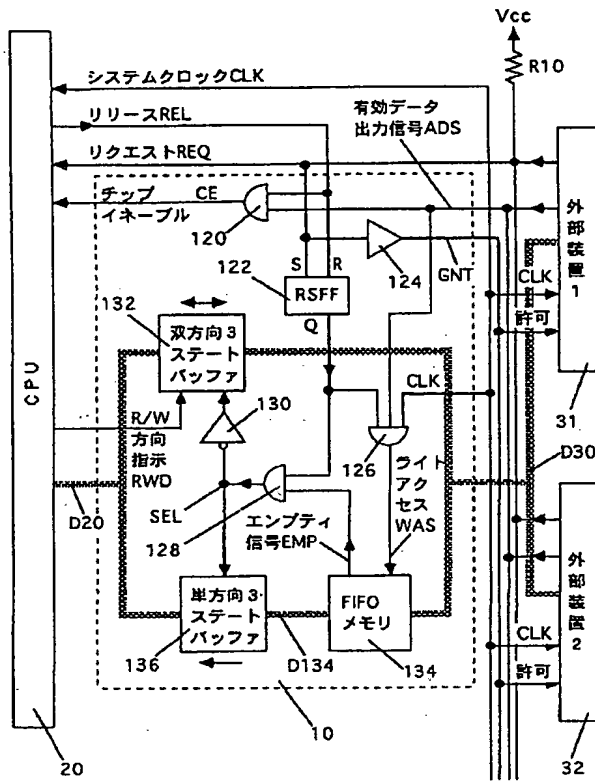 Vcc
R10
システムクロックCLK
リリースREL
有効データ
出力信号ADS
リクエストREQ
チップ
イネーブル
CE
120
S
R
124
GNT
122
RSFF
Q
外部装置1
CLK
許可
31
132
双方向3
ステート
バッファ
CPU
R/W
方向
指示
RWD
130
CLK
126
D30
D20
SEL
128
エンプティ
信号EMP
ライト
アクセス
WAS
単方向3
ステート
バッファ
136
D134
FIFO
メモリ
134
外部装置2
CLK
許可
10
20
32